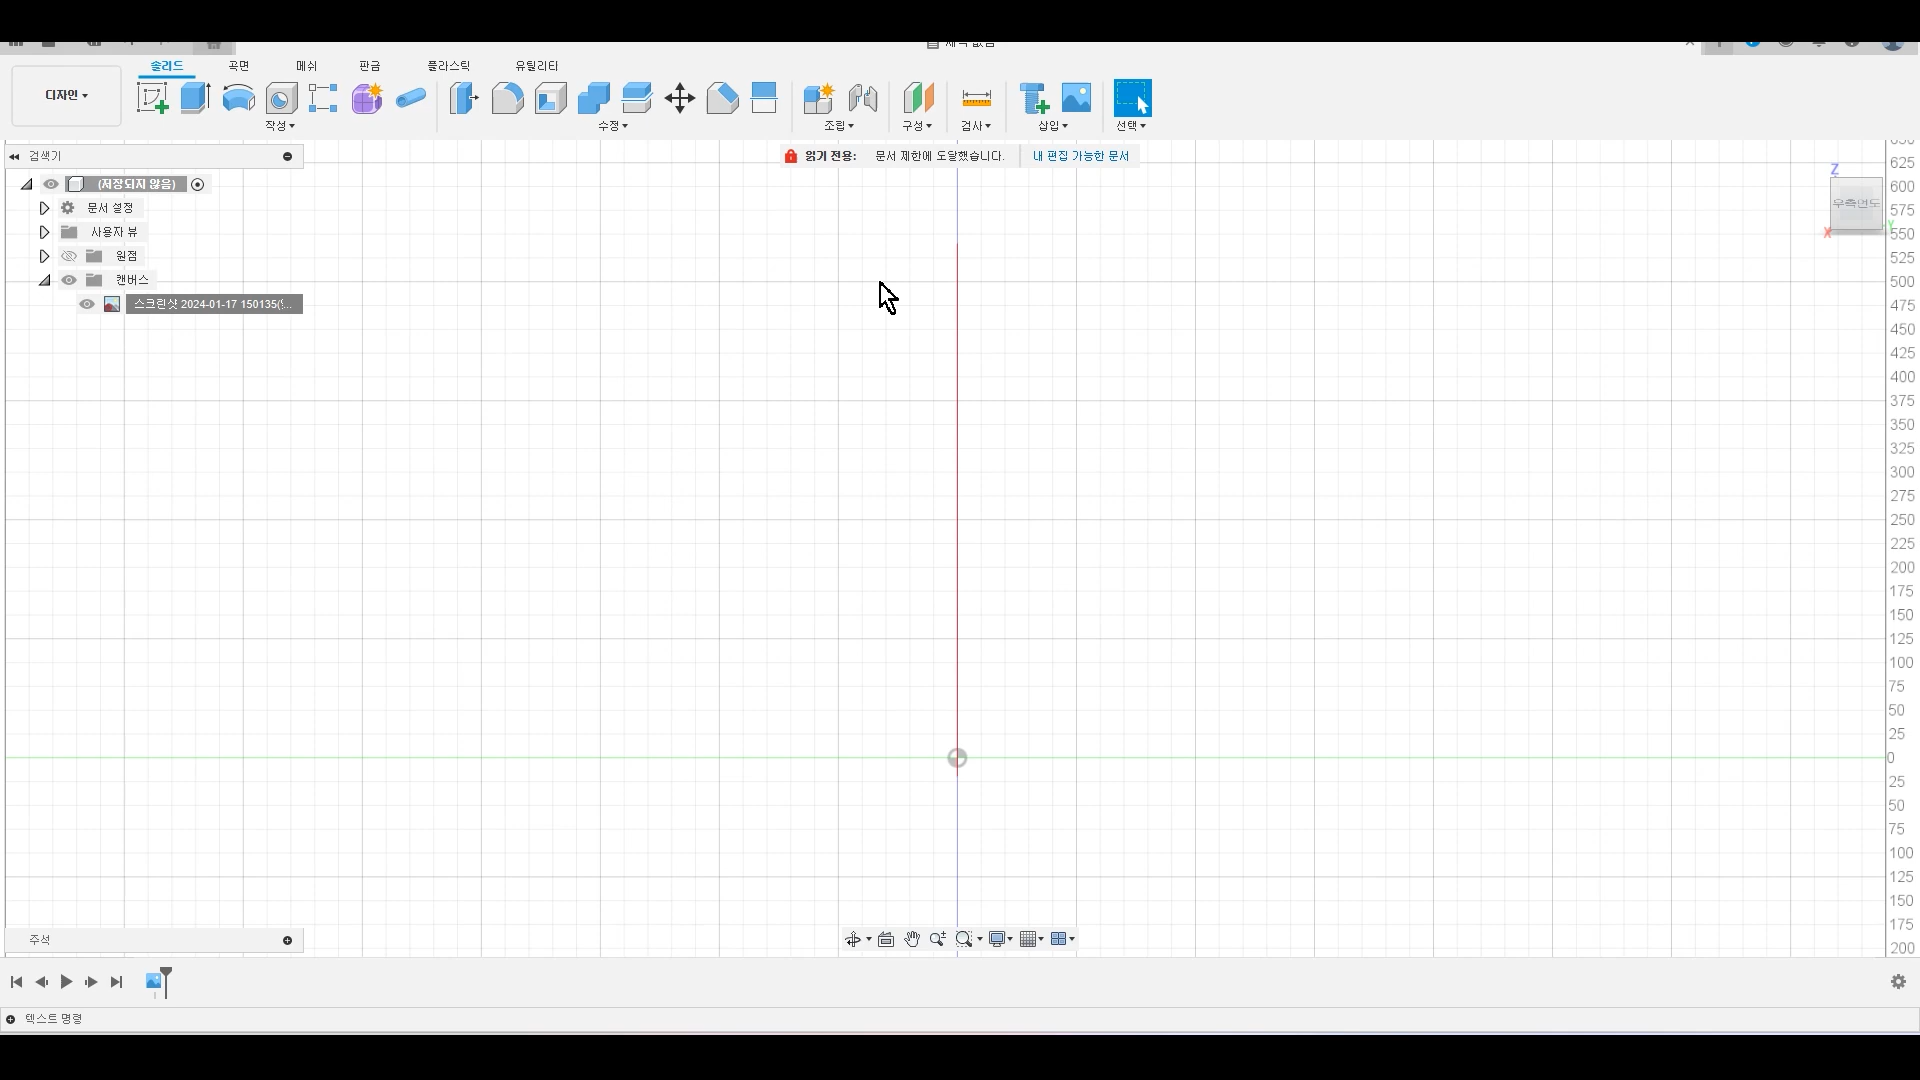 솔리드 곡면 메쉬 판금 플라스틱 유틸리티
디자인
작성 수정 조립 구성 검사 삽입 선택
검색기
읽기 전용: 문서 제한에 도달했습니다. 내 편집 가능한 문서
(저장되지 않음)
문서 설정
사용자 뷰
원점
캔버스
스크린샷 2024-01-17 150135(
Z
우측면도
X
Y
625
600
575
550
525
500
475
450
425
400
375
350
325
300
275
250
225
200
175
150
125
100
75
50
25
0
25
50
75
100
125
150
175
200
주석
텍스트 명령